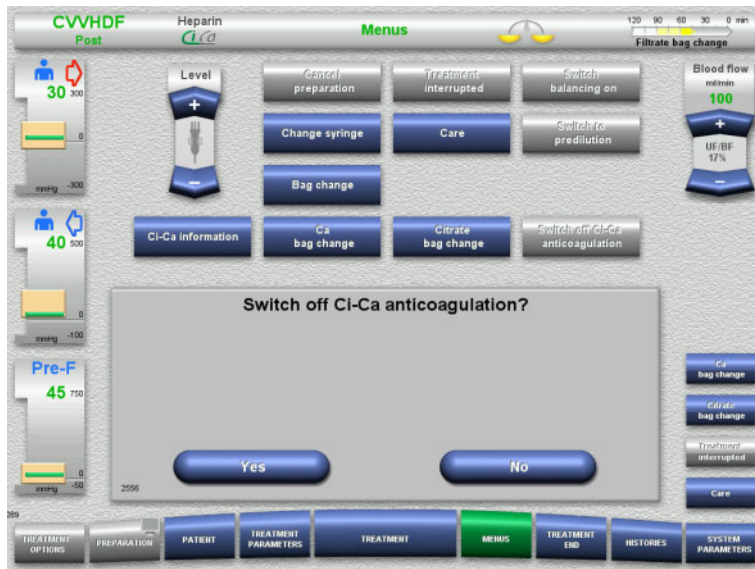 CVVHDF
Post
Heparin
CiCa
Menus
120 90 60 30 0 min
Filtrate bag change
30 300
0
mmHg -300
Level
+
−
Cancel
preparation
Treatment
interrupted
Switch
balancing on
Change syringe
Care
Switch to
predilution
Bag change
Blood flow
ml/min
100
+
UF/BF
17%
−
40 500
0
mmHg -100
Ci-Ca information
Ca
bag change
Citrate
bag change
Switch off Ci-Ca
anticoagulation
Switch off Ci-Ca anticoagulation?
Pre-F
45 750
0
mmHg -50
Yes
No
2556
Ca
bag change
Citrate
bag change
Treatment
interrupted
Care
TREATMENT
OPTIONS
PREPARATION
PATIENT
TREATMENT
PARAMETERS
TREATMENT
MENUS
TREATMENT
END
HISTORIES
SYSTEM
PARAMETERS